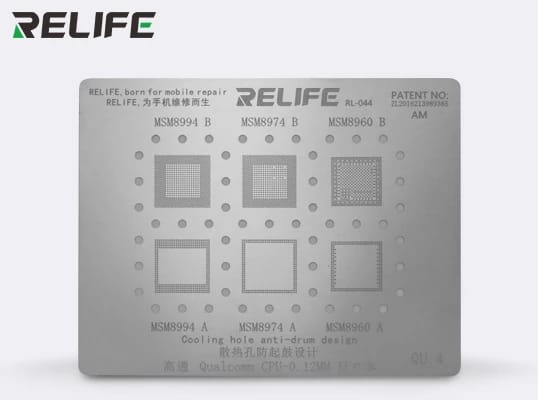 RELIFE
RELIFE, born for mobile repair
RELIFE, 为手机维修而生
RELIFE RL-044
PATENT NO:
AM
MSM8994 B MSM8974 B MSM8960 B
MSM8994 A MSM8974 A MSM8960 A
Cooling hole anti-drum design
散热孔防起鼓设计
高通 Qualcomm CPU-0.12MM
QU 4